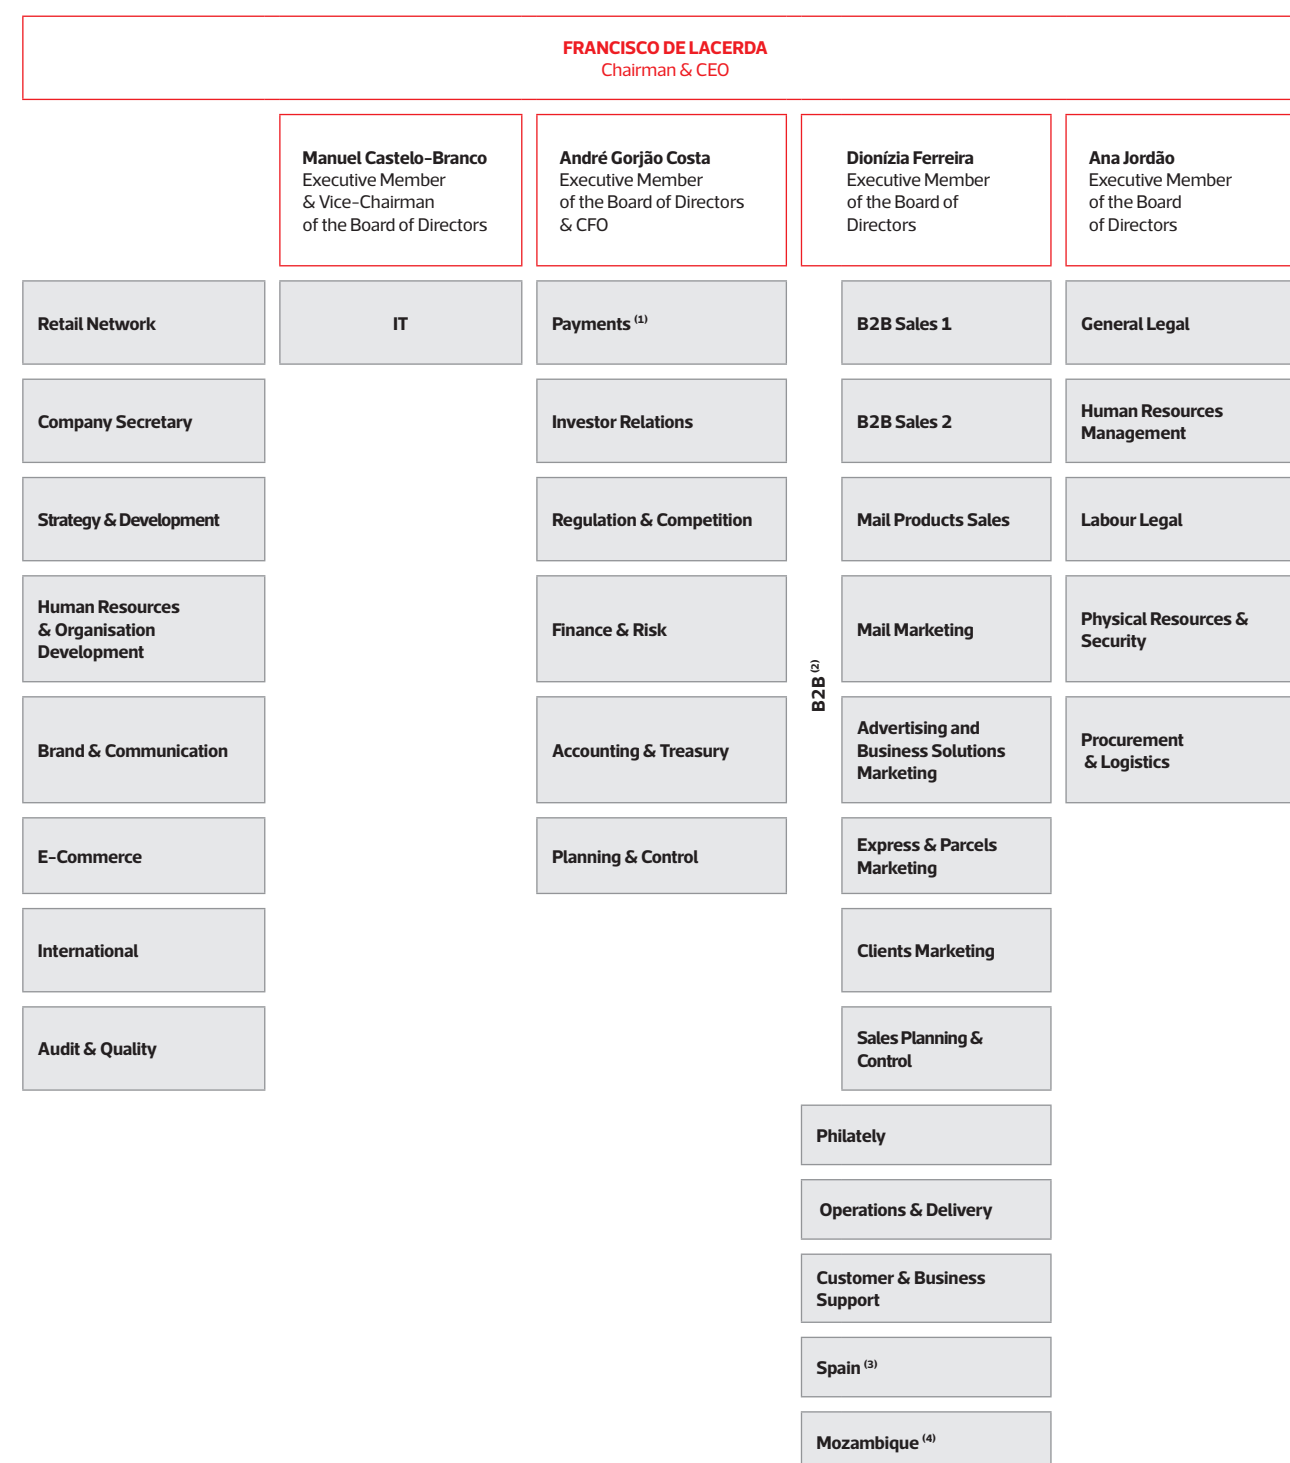 FRANCISCO DE LACERDA
Chairman & CEO
Manuel Castelo-Branco
Executive Member
& Vice-Chairman
of the Board of Directors
André Gorjão Costa
Executive Member
of the Board of Directors
& CFO
Dionízia Ferreira
Executive Member
of the Board of
Directors
Ana Jordão
Executive Member
of the Board
of Directors
Retail Network
Company Secretary
Strategy & Development
Human Resources
& Organisation
Development
Brand & Communication
E-Commerce
International
Audit & Quality
IT
Payments (1)
Investor Relations
Regulation & Competition
Finance & Risk
Accounting & Treasury
Planning & Control
B2B (2)
B2B Sales 1
B2B Sales 2
Mail Products Sales
Mail Marketing
Advertising and
Business Solutions
Marketing
Express & Parcels
Marketing
Clients Marketing
Sales Planning &
Control
Philately
Operations & Delivery
Customer & Business
Support
Spain (3)
Mozambique (4)
General Legal
Human Resources
Management
Labour Legal
Physical Resources &
Security
Procurement
& Logistics